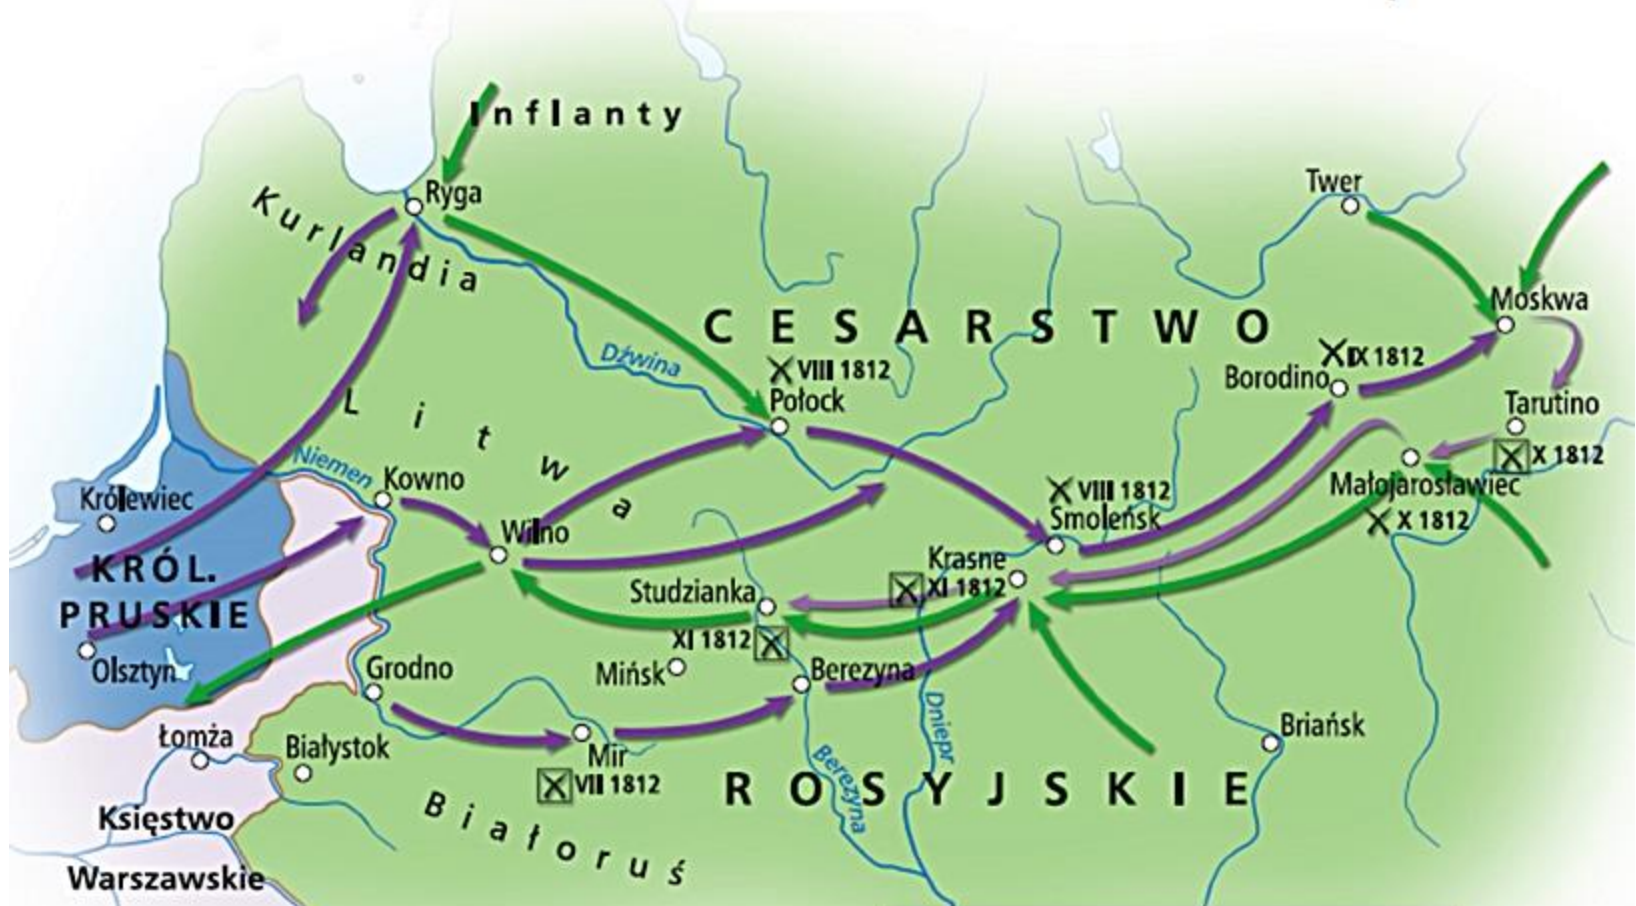 Inflanty
Ryga
Kurlandia
Twer
Moskwa
CESARSTWO
Dźwina
VIII 1812
Połock
IX 1812
Borodino
Tarutino
X 1812
Litwa
Niemen
Kowno
Królewiec
Wilno
VIII 1812
Smoleńsk
Małojarosławiec
X 1812
KRÓL.
PRUSKIE
Krasne
XI 1812
Studzianka
XI 1812
Olsztyn
Grodno
Mińsk
Berezyna
Dniepr
Łomża
Białystok
Mir
VII 1812
Berezyna
Briańsk
ROSYJSKIE
Białoruś
Księstwo
Warszawskie